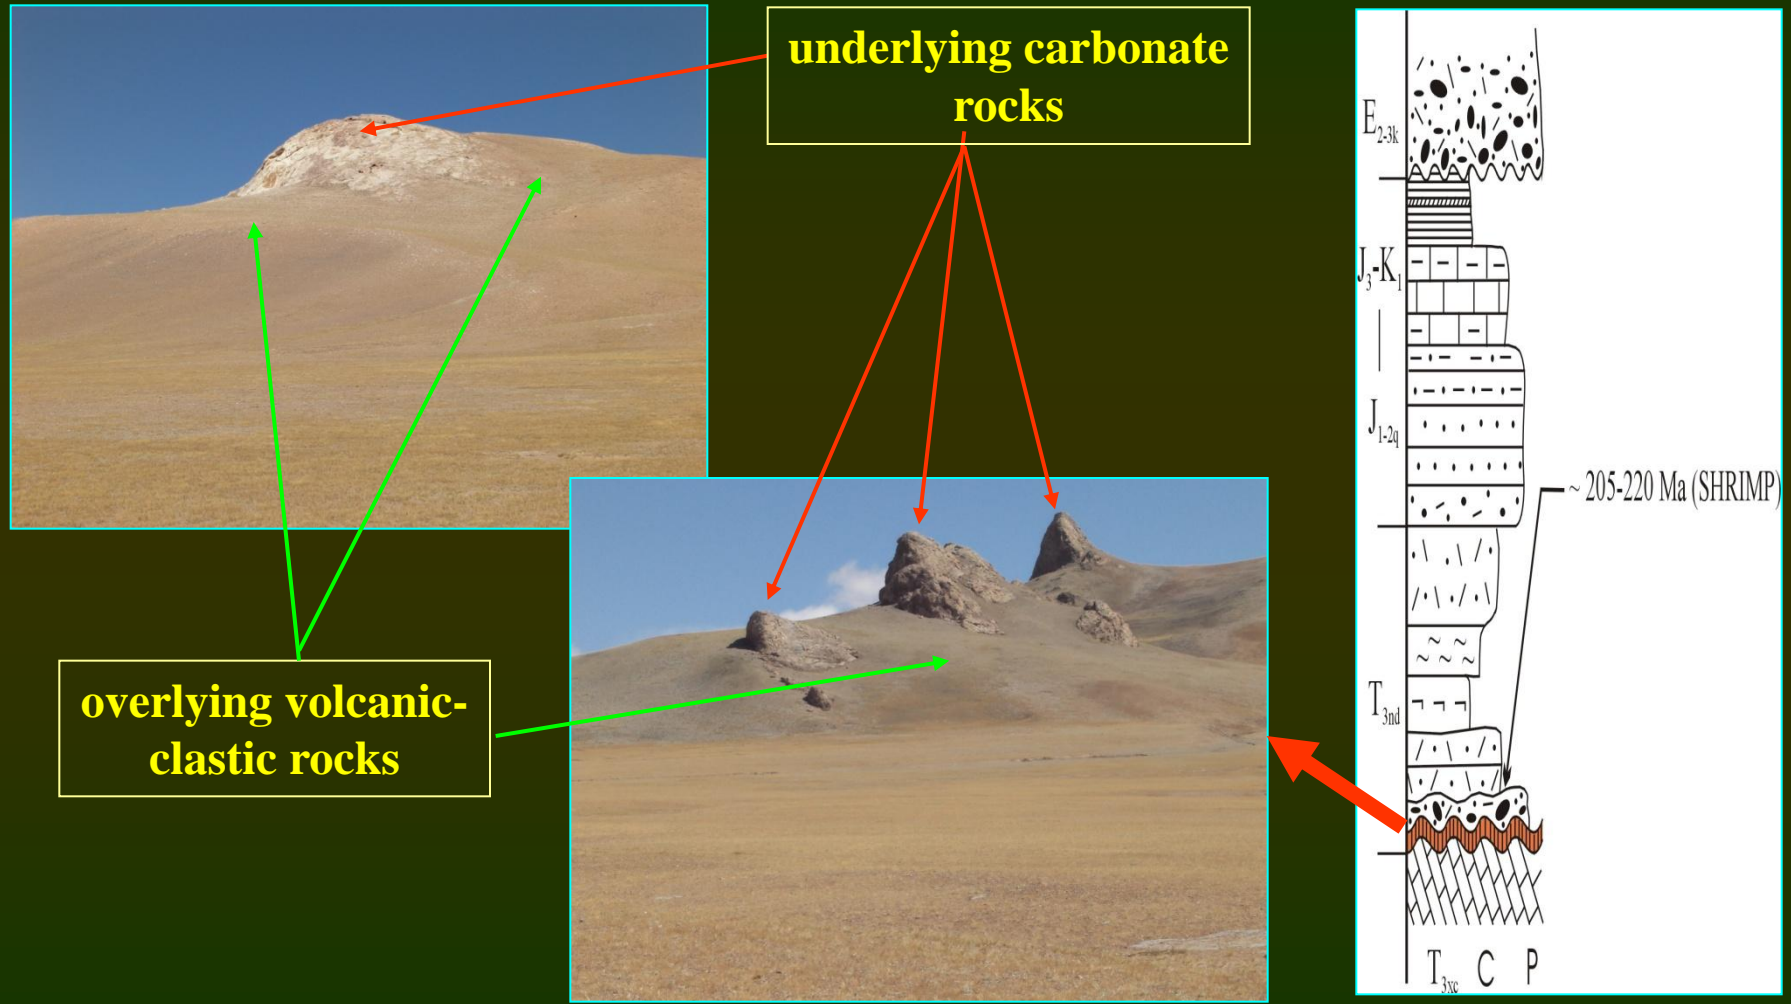 underlying carbonate
rocks
overlying volcanic-
clastic rocks
E2-3k
J3-K1
J1-2q
~ 205-220 Ma (SHRIMP)
T3nd
T3xc C P